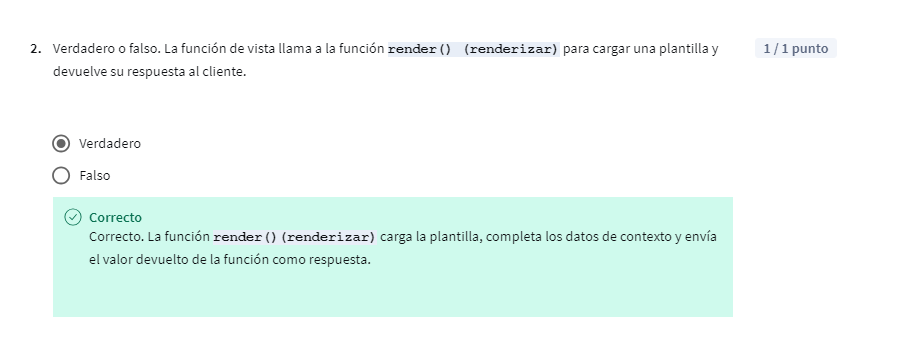 2. Verdadero o falso. La función de vista llama a la función render() (renderizar) para cargar una plantilla y 1 / 1 punto
devuelve su respuesta al cliente.
Verdadero
Falso
Correcto
Correcto. La función render() (renderizar) carga la plantilla, completa los datos de contexto y envía
el valor devuelto de la función como respuesta.